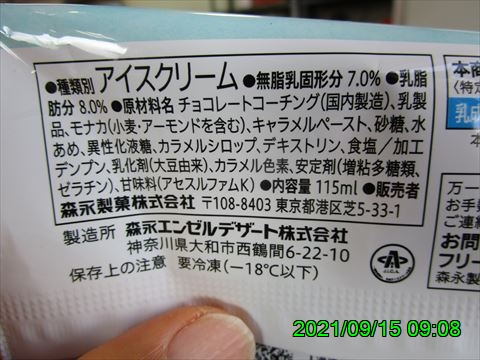 ●種類別 アイスクリーム ●無脂乳固形分 7.0% ●乳脂
肪分 8.0% ●原材料名 チョコレートコーチング(国内製造)、乳製
品、モナカ(小麦・アーモンドを含む)、キャラメルペースト、砂糖、水
あめ、異性化液糖、カラメルシロップ、デキストリン、食塩/加工
デンプン、乳化剤(大豆由来)、カラメル色素、安定剤(増粘多糖類、
ゼラチン)、甘味料(アセスルファムK) ●内容量 115ml ●販売者
森永製菓株式会社 〒108-8403 東京都港区芝5-33-1
製造所 森永エンゼルデザート株式会社
神奈川県大和市西鶴間6-22-10
保存上の注意 要冷凍(-18℃以下)
本商
(特定
乳成
万一
お手数
ご連絡
お問
フリー
森永製
2021/09/15 09:08